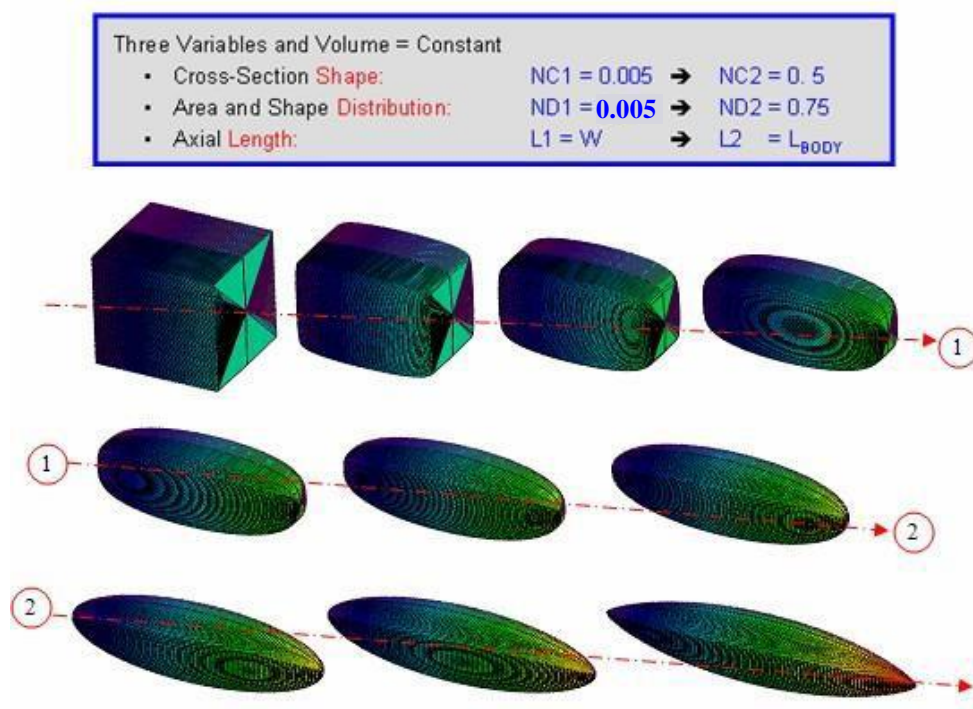 Three Variables and Volume = Constant
• Cross-Section Shape: NC1 = 0.005 ➔ NC2 = 0. 5
• Area and Shape Distribution: ND1 = 0.005 ➔ ND2 = 0.75
• Axial Length: L1 = W ➔ L2 = LBODY
1
1
2
2